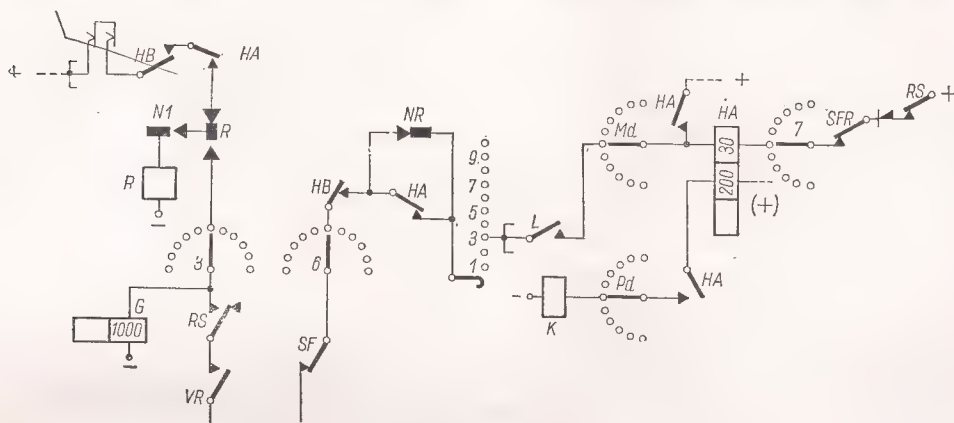 HB
HA
+
N1
R
R
−
3
G
1000
−
RS
VR
NR
HB
HA
6
SF
9
7
5
3
1
L
HA
+
Md
HA
30
200
7
SFR
RS
+
(+)
HA
Pd
−
K